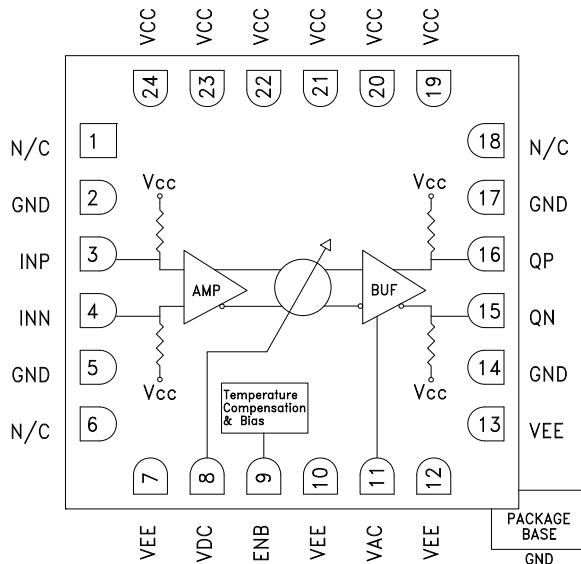 VCC VCC VCC VCC VCC VCC
24 23 22 21 20 19
N/C 1 18 N/C
GND 2 Vcc Vcc 17 GND
INP 3 16 QP
AMP BUF
INN 4 15 QN
GND 5 14 GND
Vcc Vcc
Temperature
Compensation
& Bias
N/C 6 13 VEE
7 8 9 10 11 12
VEE VDC ENB VEE VAC VEE
PACKAGE
BASE
GND